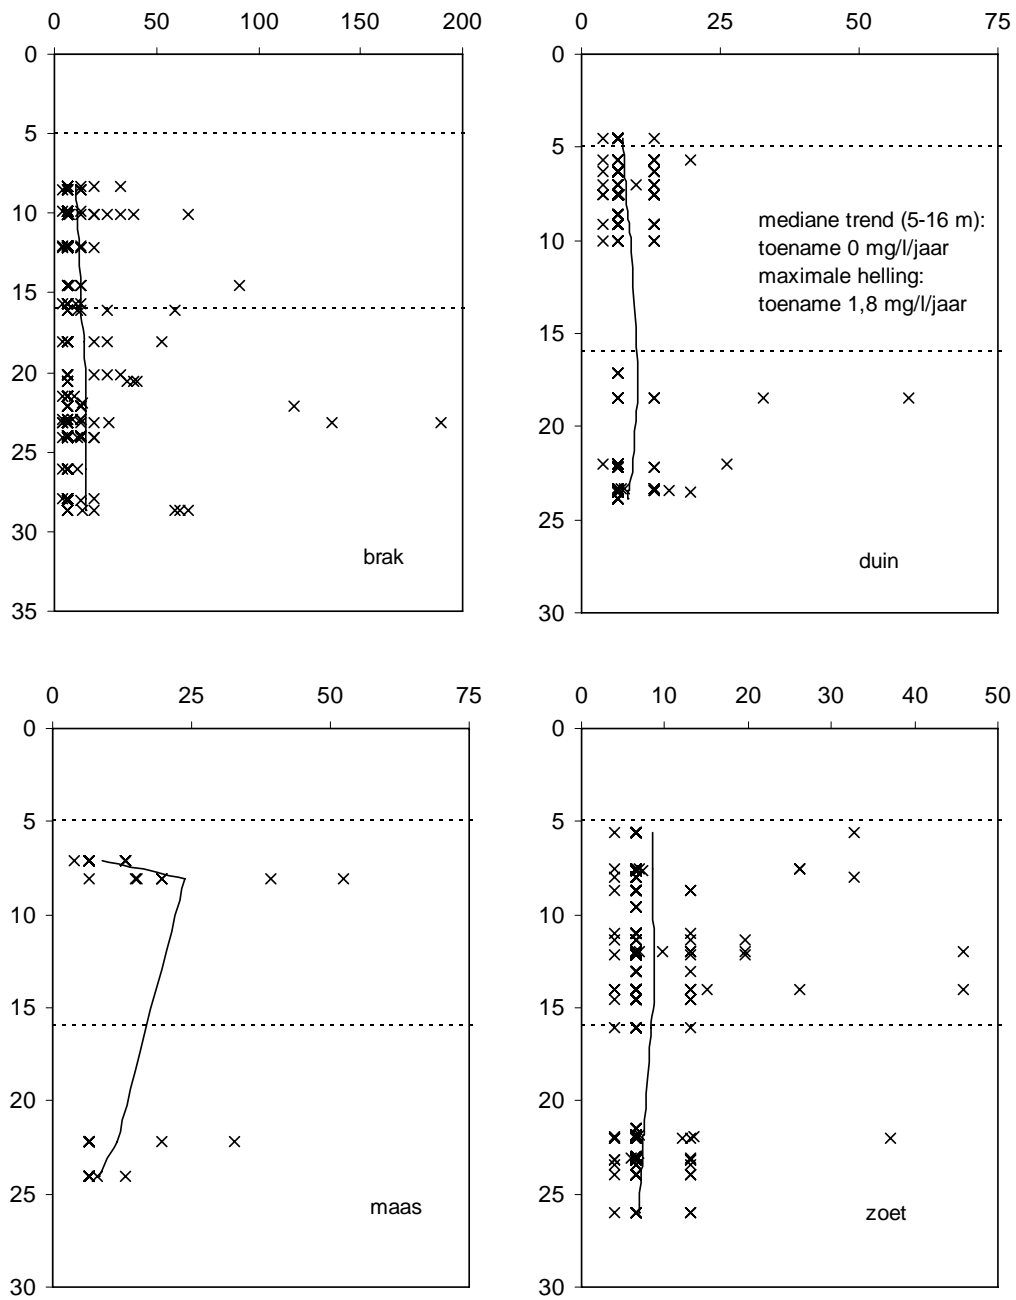 0 50 100 150 200
0
5
10
15
20
25
30
35
brak
0 25 50 75
0
5
10
15
20
25
30
mediane trend (5-16 m):
toename 0 mg/l/jaar
maximale helling:
toename 1,8 mg/l/jaar
duin
0 25 50 75
0
5
10
15
20
25
30
maas
0 10 20 30 40 50
0
5
10
15
20
25
30
zoet